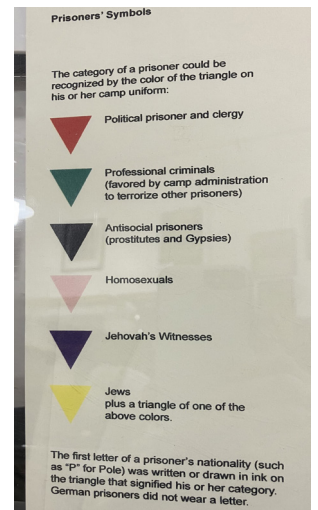 Prisoners' Symbols
The category of a prisoner could be
recognized by the color of the triangle on
his or her camp uniform:
Political prisoner and clergy
Professional criminals
(favored by camp administration
to terrorize other prisoners)
Antisocial prisoners
(prostitutes and Gypsies)
Homosexuals
Jehovah's Witnesses
Jews
plus a triangle of one of the
above colors.
The first letter of a prisoner's nationality (such
as "P" for Pole) was written or drawn in ink on
the triangle that signified his or her category.
German prisoners did not wear a letter.